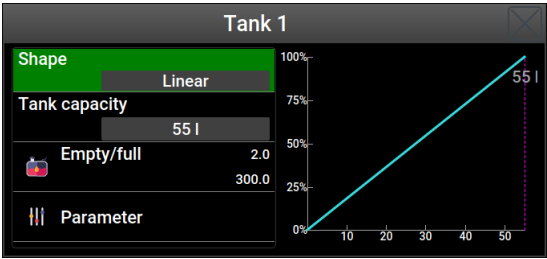 Tank 1
Shape
Linear
Tank capacity
55 l
Empty/full
2.0
300.0
Parameter
100%
75%
50%
25%
0%
10 20 30 40 50
55 l